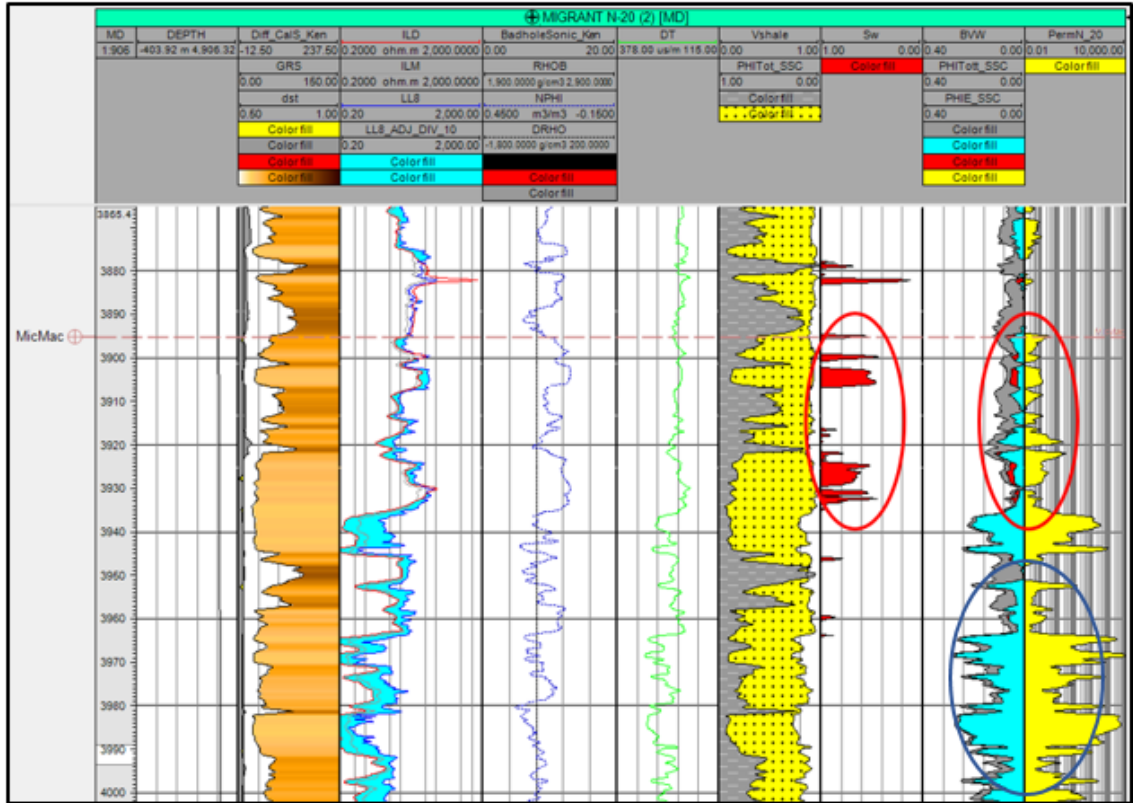 MIGRANT N-20 (2) [MD]
MD DEPTH Diff_CalS_Ken ILD BadholeSonic_Ken DT Vshale Sw BVW PermN_20
1:905 -403.92 m 4,906.32 -12.50 237.50 0.2000 ohm.m 2,000.0000 0.00 20.00 378.00 us/m 115.00 0.00 1.00 1.00 0.00 0.40 0.00 0.01 10,000.00
GRS ILM RHOB PHITot_SSC Color fill PHITott_SSC Color fill
0.00 150.00 0.2000 ohm.m 2,000.0000 1,900.0000 g/cm3 2,900.0000 1.00 0.00 0.40 0.00
dst LL8 NPHI Color fill PHIE_SSC
0.50 1.00 0.20 2,000.00 0.4500 m3/m3 -0.1500 Color fill 0.40 0.00
Color fill LL8_ADJ_DIV_10 DRHO Color fill
Color fill 0.20 2,000.00 -1,800.0000 g/cm3 200.0000 Color fill
Color fill Color fill Color fill
Color fill Color fill Color fill Color fill
Color fill
3865.4
3880
3890
MicMac
3900
3910
3920
3930
3940
3950
3960
3970
3980
3990
4000